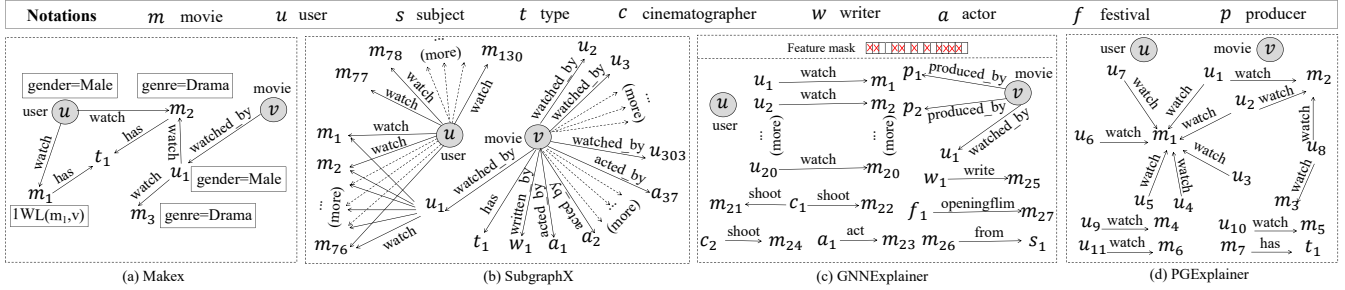 Notations m movie u user s subject t type c cinematographer w writer a actor f festival p producer
gender=Male
genre=Drama
movie
user u watch m2 v
watch has watch watched_by
t1
has u1
gender=Male
m1 watch
1WL(m1,v) m3 genre=Drama
(a) Makex
...
m78 (more) m130 u2
m77 watch watch watched_by u3
watch watched_by ...
(more)
m1 watch u movie v watched_by u303
watch user acted_by
m2 watched_by a37
...
(more) u1 has written_by acted_by acted_by ...
(more)
m76 watch t1 w1 a1 a2
(b) SubgraphX
Feature mask
u1 watch m1 p1 produced_by movie
u u2 watch m2 p2 produced_by v
user ... (more) ... (more) watched_by
u1
u20 watch m20 w1 write m25
m21 shoot c1 shoot m22 f1 openingflim m27
c2 shoot m24 a1 act m23 m26 from s1
(c) GNNExplainer
user u movie v
u7 u1 watch m2
watch watch u2 watch
u6 watch m1 watch watch
watch watch watch u8
u5 u4 u3 watch
m3
u9 watch m4 u10 watch m5
u11 watch m6 m7 has t1
(d) PGExplainer